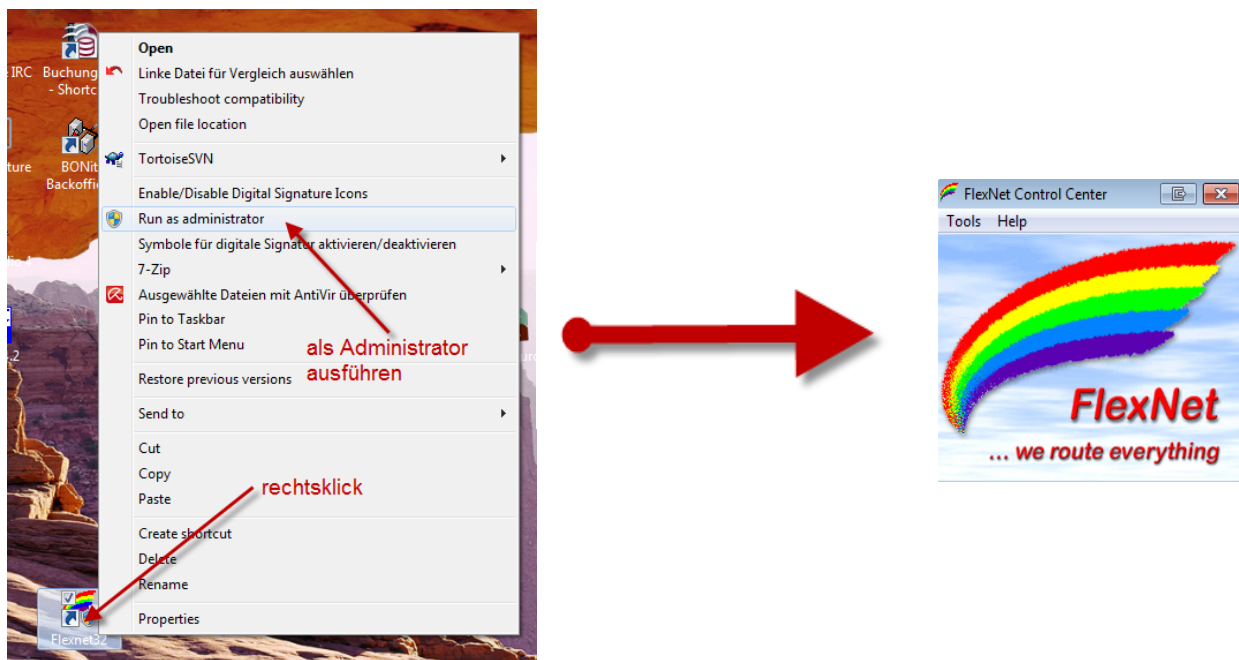 IRC
Buchung
- Shortc
ture
BONit
Backoffi
.2
Flexnet32
Open
Linke Datei für Vergleich auswählen
Troubleshoot compatibility
Open file location
TortoiseSVN
Enable/Disable Digital Signature Icons
Run as administrator
Symbole für digitale Signatur aktivieren/deaktivieren
7-Zip
Ausgewählte Dateien mit AntiVir überprüfen
Pin to Taskbar
Pin to Start Menu
als Administrator
ausführen
Restore previous versions
Send to
Cut
Copy
rechtsklick
Paste
Create shortcut
Delete
Rename
Properties
FlexNet Control Center
Tools Help
FlexNet
... we route everything